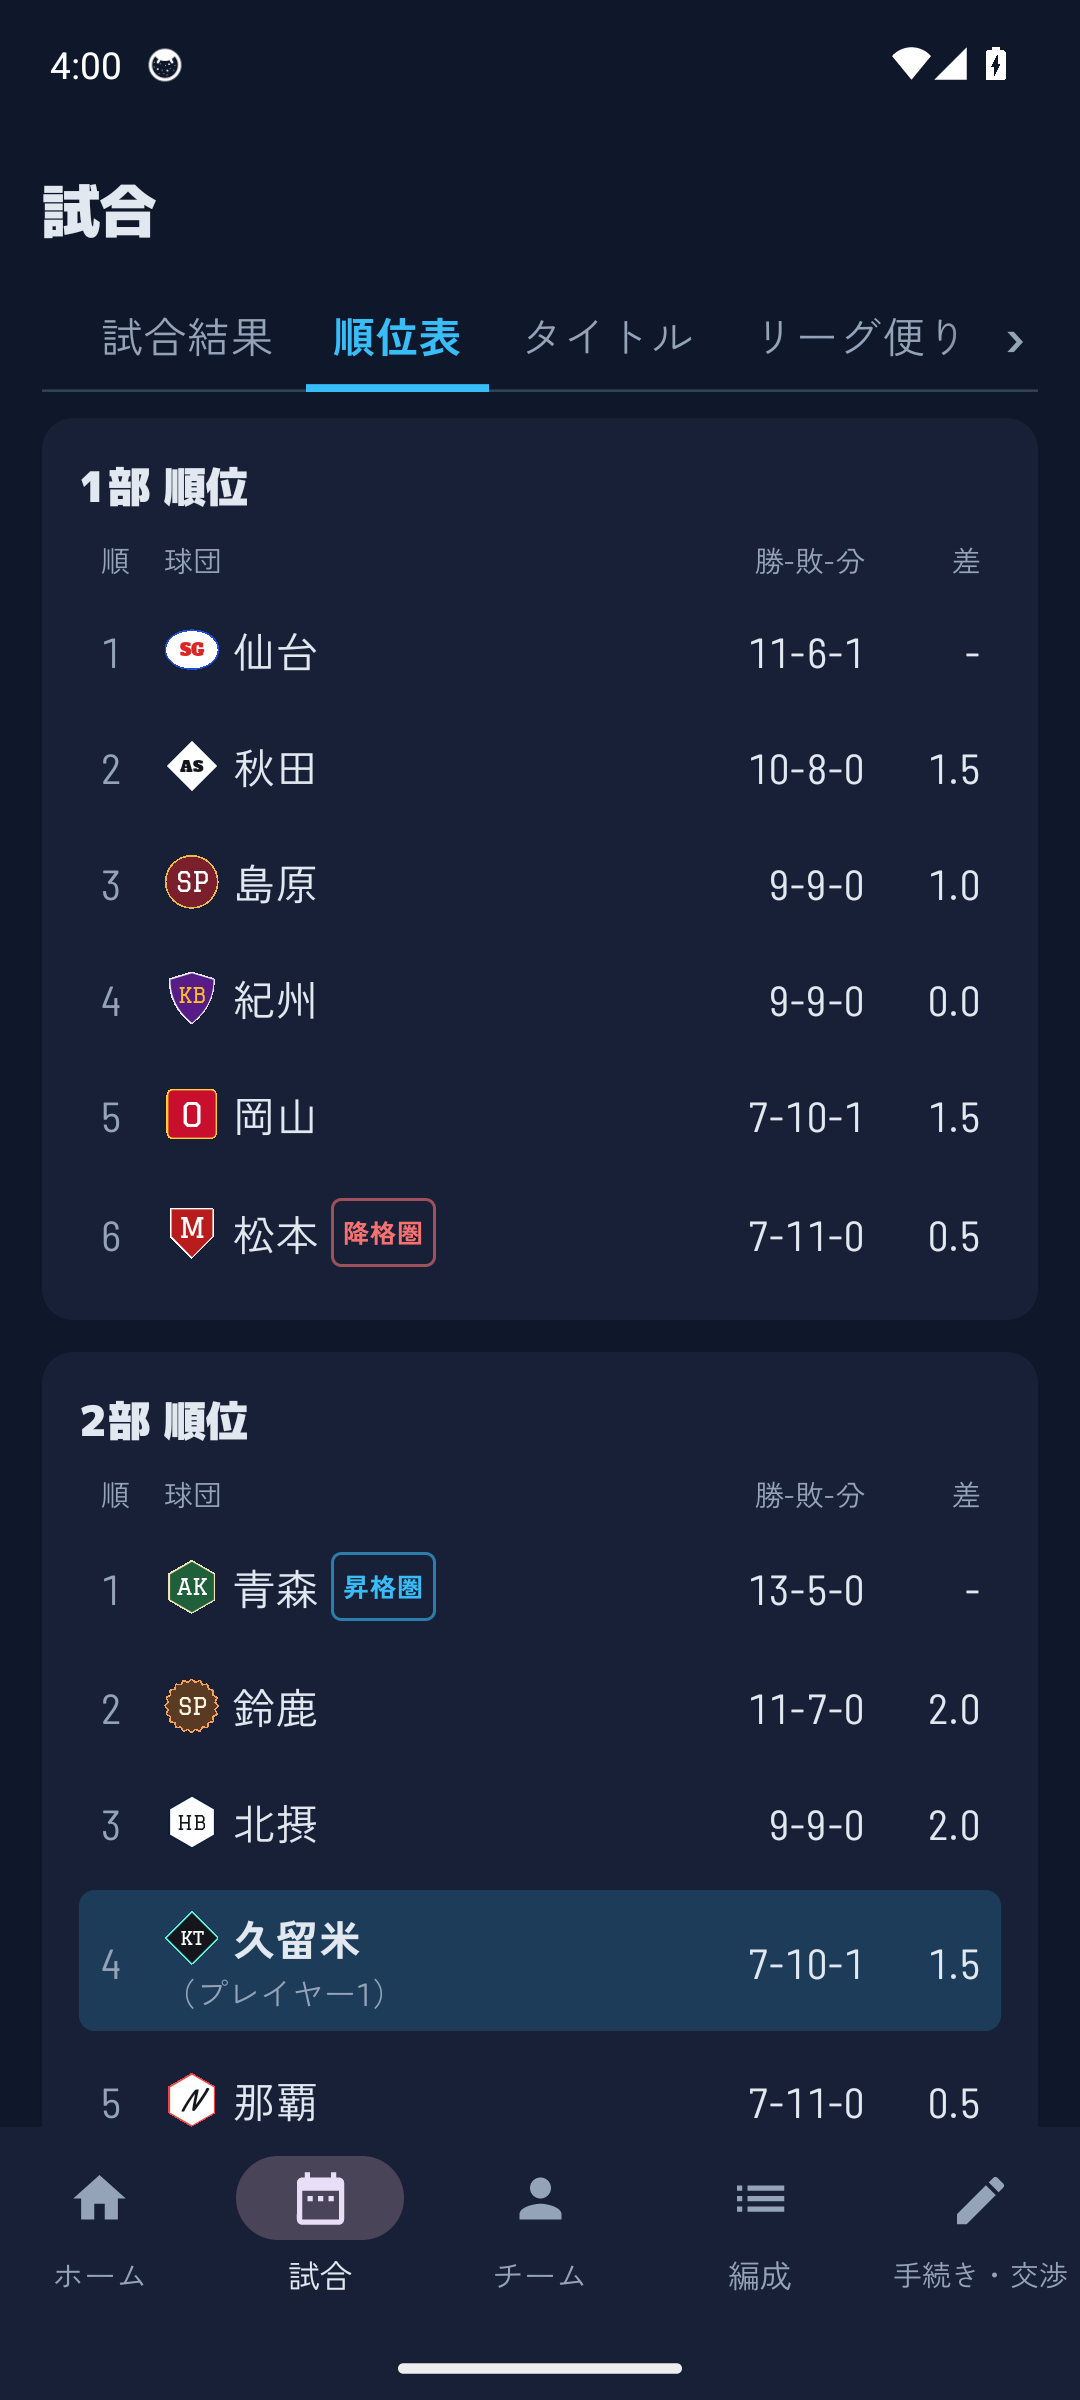 4:00
試合
試合結果 順位表 タイトル リーグ便り ›
1部 順位
順 球団 勝-敗-分 差
1 SG 仙台 11-6-1 -
2 AS 秋田 10-8-0 1.5
3 SP 島原 9-9-0 1.0
4 KB 紀州 9-9-0 0.0
5 O 岡山 7-10-1 1.5
6 M 松本 降格圏 7-11-0 0.5
2部 順位
順 球団 勝-敗-分 差
1 AK 青森 昇格圏 13-5-0 -
2 SP 鈴鹿 11-7-0 2.0
3 HB 北摂 9-9-0 2.0
4 KT 久留米 7-10-1 1.5
（プレイヤー1）
5 N 那覇 7-11-0 0.5
ホーム 試合 チーム 編成 手続き・交渉